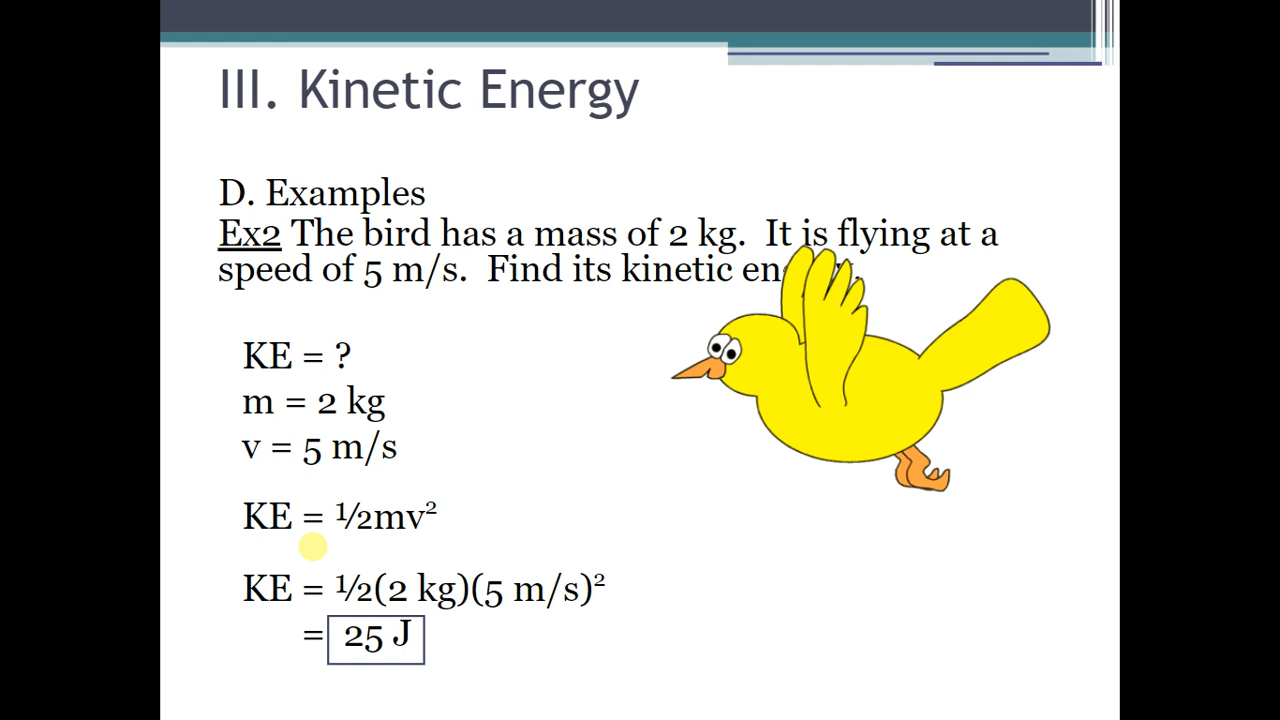 III. Kinetic Energy
D. Examples
Ex2 The bird has a mass of 2 kg.  It is flying at a
speed of 5 m/s.  Find its kinetic
KE = ?
m = 2 kg
v = 5 m/s
KE = ½mv²
KE = ½(2 kg)(5 m/s)²
= 25 J